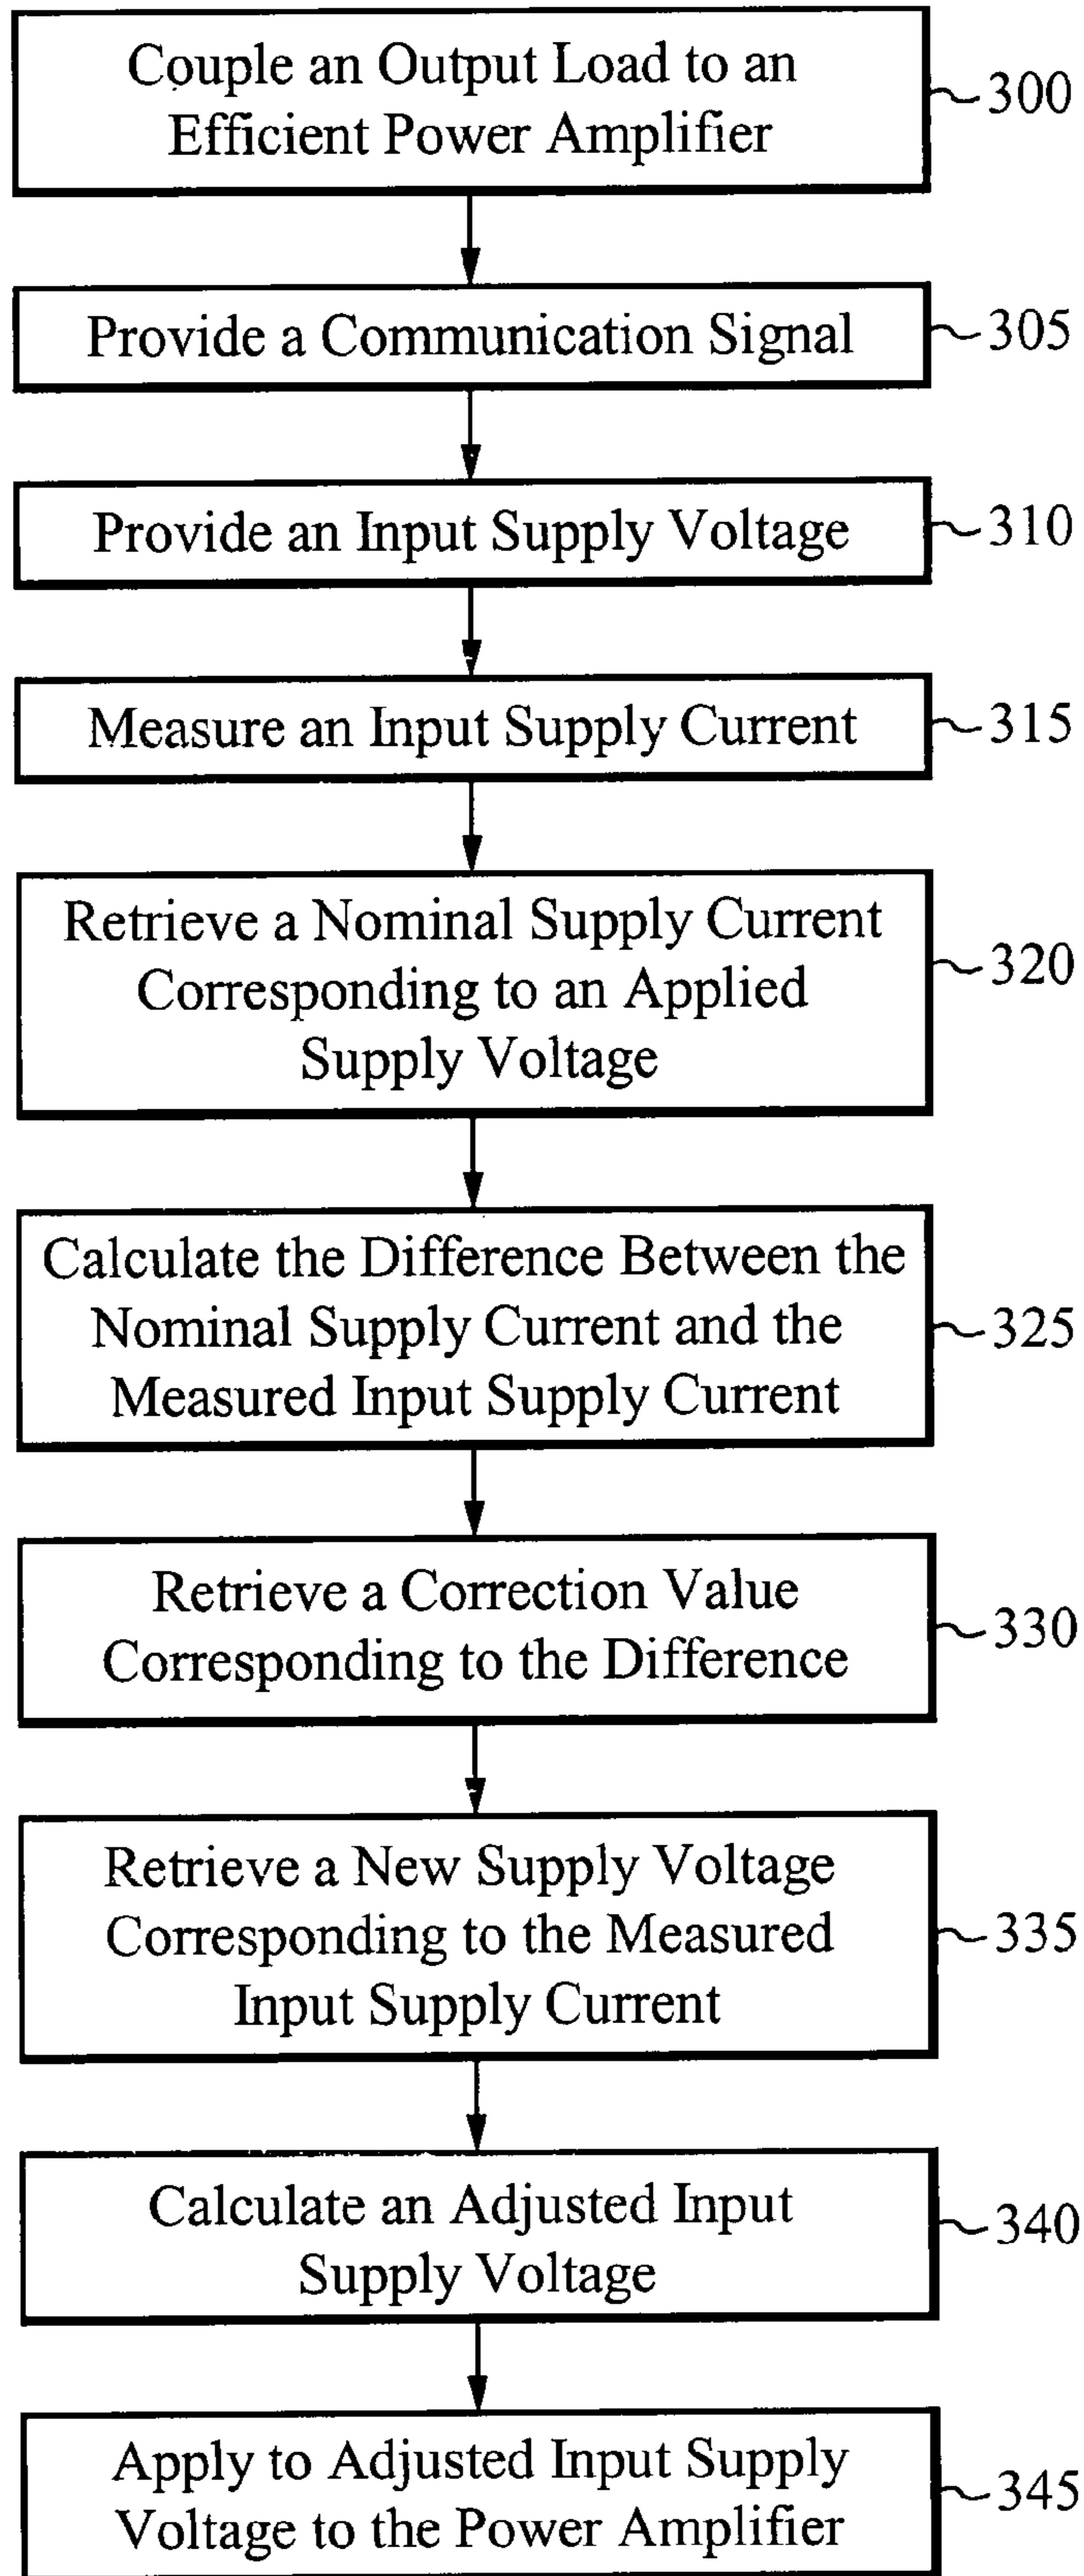 Couple an Output Load to an
Efficient Power Amplifier
300
Provide a Communication Signal
305
Provide an Input Supply Voltage
310
Measure an Input Supply Current
315
Retrieve a Nominal Supply Current
Corresponding to an Applied
Supply Voltage
320
Calculate the Difference Between the
Nominal Supply Current and the
Measured Input Supply Current
325
Retrieve a Correction Value
Corresponding to the Difference
330
Retrieve a New Supply Voltage
Corresponding to the Measured
Input Supply Current
335
Calculate an Adjusted Input
Supply Voltage
340
Apply to Adjusted Input Supply
Voltage to the Power Amplifier
345